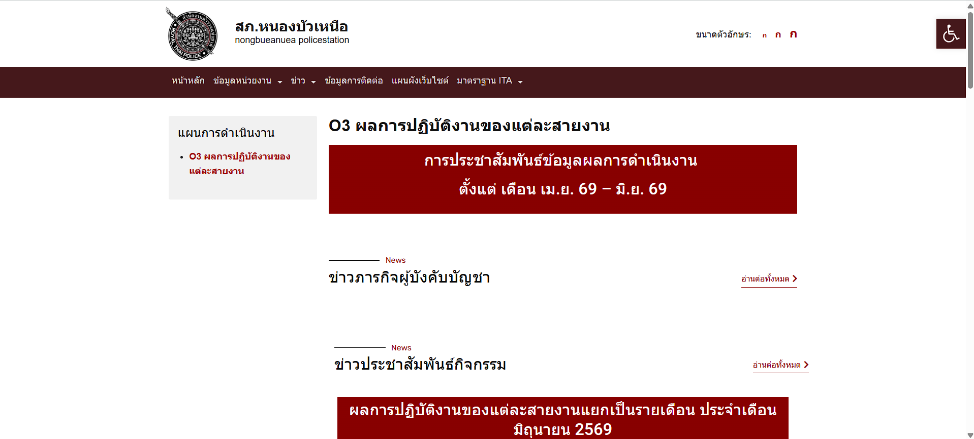 สภ.หนองบัวเหนือ
nongbueanuea policestation
ขนาดตัวอักษร: ก ก ก
หน้าหลัก ข้อมูลหน่วยงาน ข่าว ข้อมูลการติดต่อ แผนผังเว็บไซต์ มาตราฐาน ITA
แผนการดำเนินงาน
O3 ผลการปฏิบัติงานของ
แต่ละสายงาน
O3 ผลการปฏิบัติงานของแต่ละสายงาน
การประชาสัมพันธ์ข้อมูลผลการดำเนินงาน
ตั้งแต่ เดือน เม.ย. 69 – มิ.ย. 69
News
ข่าวภารกิจผู้บังคับบัญชา
อ่านต่อทั้งหมด
News
ข่าวประชาสัมพันธ์กิจกรรม
อ่านต่อทั้งหมด
ผลการปฏิบัติงานของแต่ละสายงานแยกเป็นรายเดือน ประจำเดือน
มิถุนายน 2569